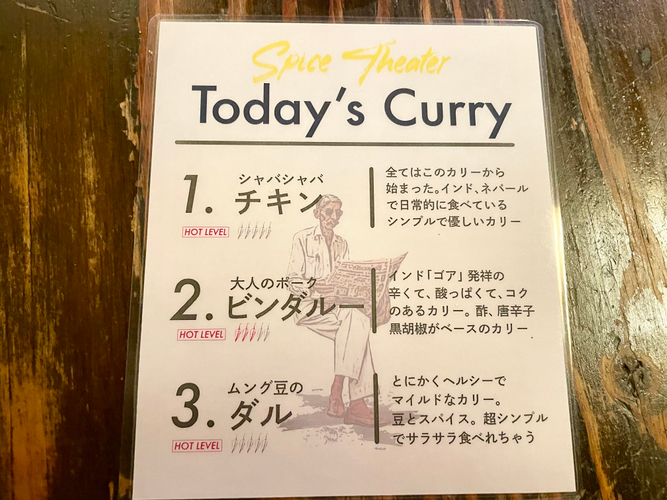 Spice Theater
Today's Curry
1. シャバシャバ
チキン
HOT LEVEL
全てはこのカリーから
始まった。インド、ネパール
で日常的に食べている
シンプルで優しいカリー
2. 大人のポーク
ビンダルー
HOT LEVEL
インド「ゴア」発祥の
辛くて、酸っぱくて、コク
のあるカリー。酢、唐辛子
黒胡椒がベースのカリー
3. ムング豆の
ダル
HOT LEVEL
とにかくヘルシーで
マイルドなカリー。
豆とスパイス。超シンプル
でサラサラ食べれちゃう